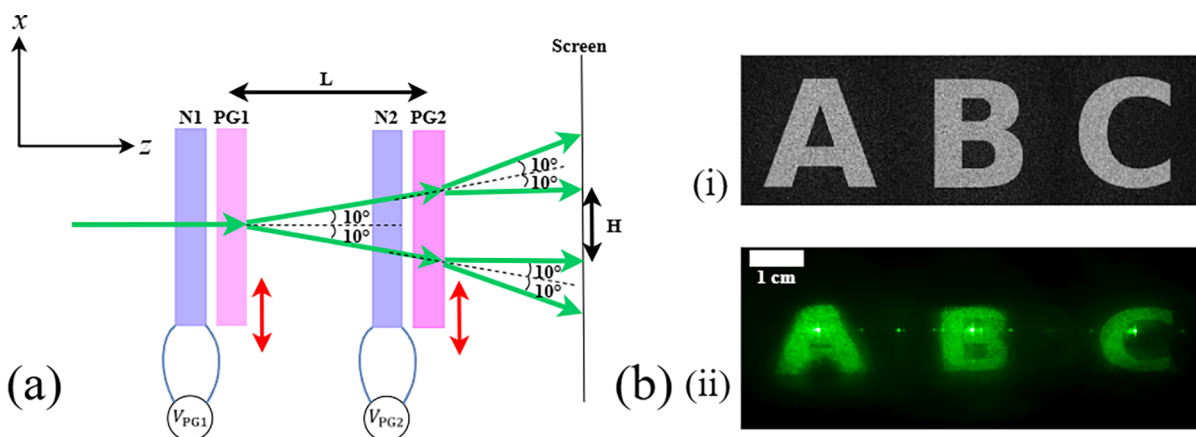 x
Screen
L
N1 PG1 N2 PG2
z
10°
10°
10°
10°
H
10°
10°
(a)
V_PG1
V_PG2
(b)
(i)
A B C
1 cm
A B C
(ii)